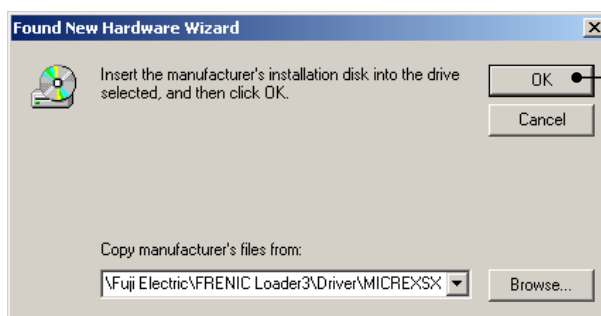 Found New Hardware Wizard
Insert the manufacturer's installation disk into the drive
selected, and then click OK.
OK
Cancel
Copy manufacturer's files from:
\Fuji Electric\FRENIC Loader3\Driver\MICREXSX
Browse...